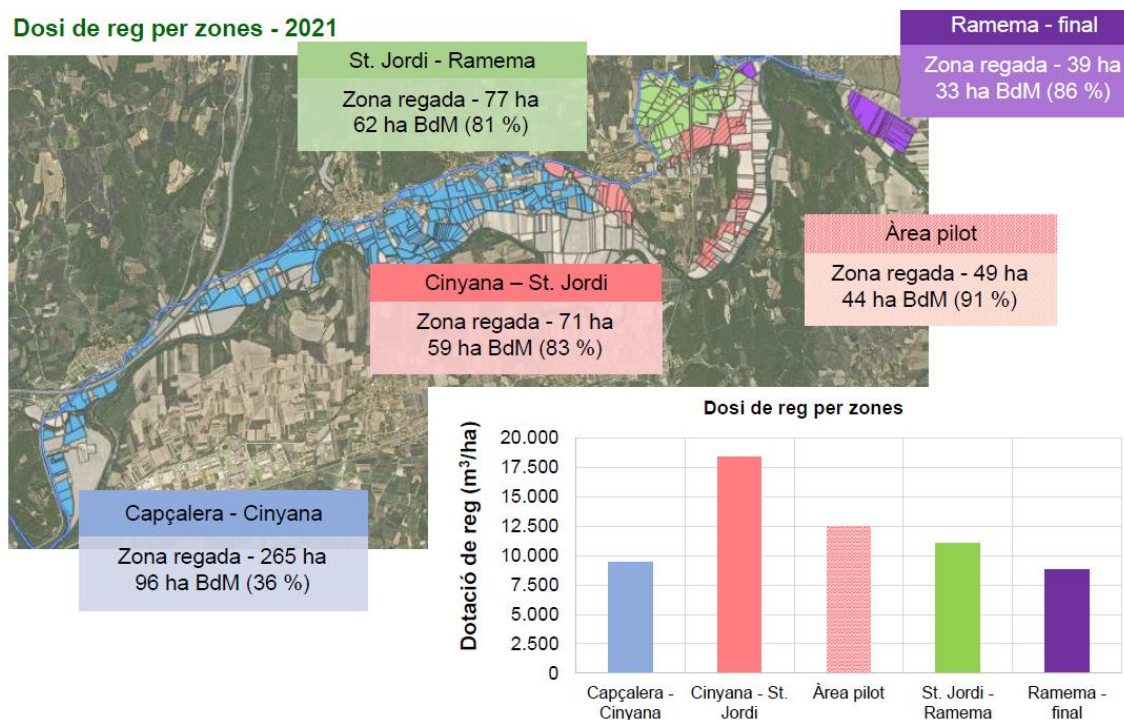 Dosi de reg per zones - 2021
St. Jordi - Ramema
Zona regada - 77 ha
62 ha BdM (81 %)
Ramema - final
Zona regada - 39 ha
33 ha BdM (86 %)
Àrea pilot
Zona regada - 49 ha
44 ha BdM (91 %)
Cinyana – St. Jordi
Zona regada - 71 ha
59 ha BdM (83 %)
Capçalera - Cinyana
Zona regada - 265 ha
96 ha BdM (36 %)
Dosi de reg per zones
Dotació de reg (m³/ha)
20.000
17.500
15.000
12.500
10.000
7.500
5.000
2.500
0
Capçalera -
Cinyana
Cinyana - St.
Jordi
Àrea pilot
St. Jordi -
Ramema
Ramema -
final